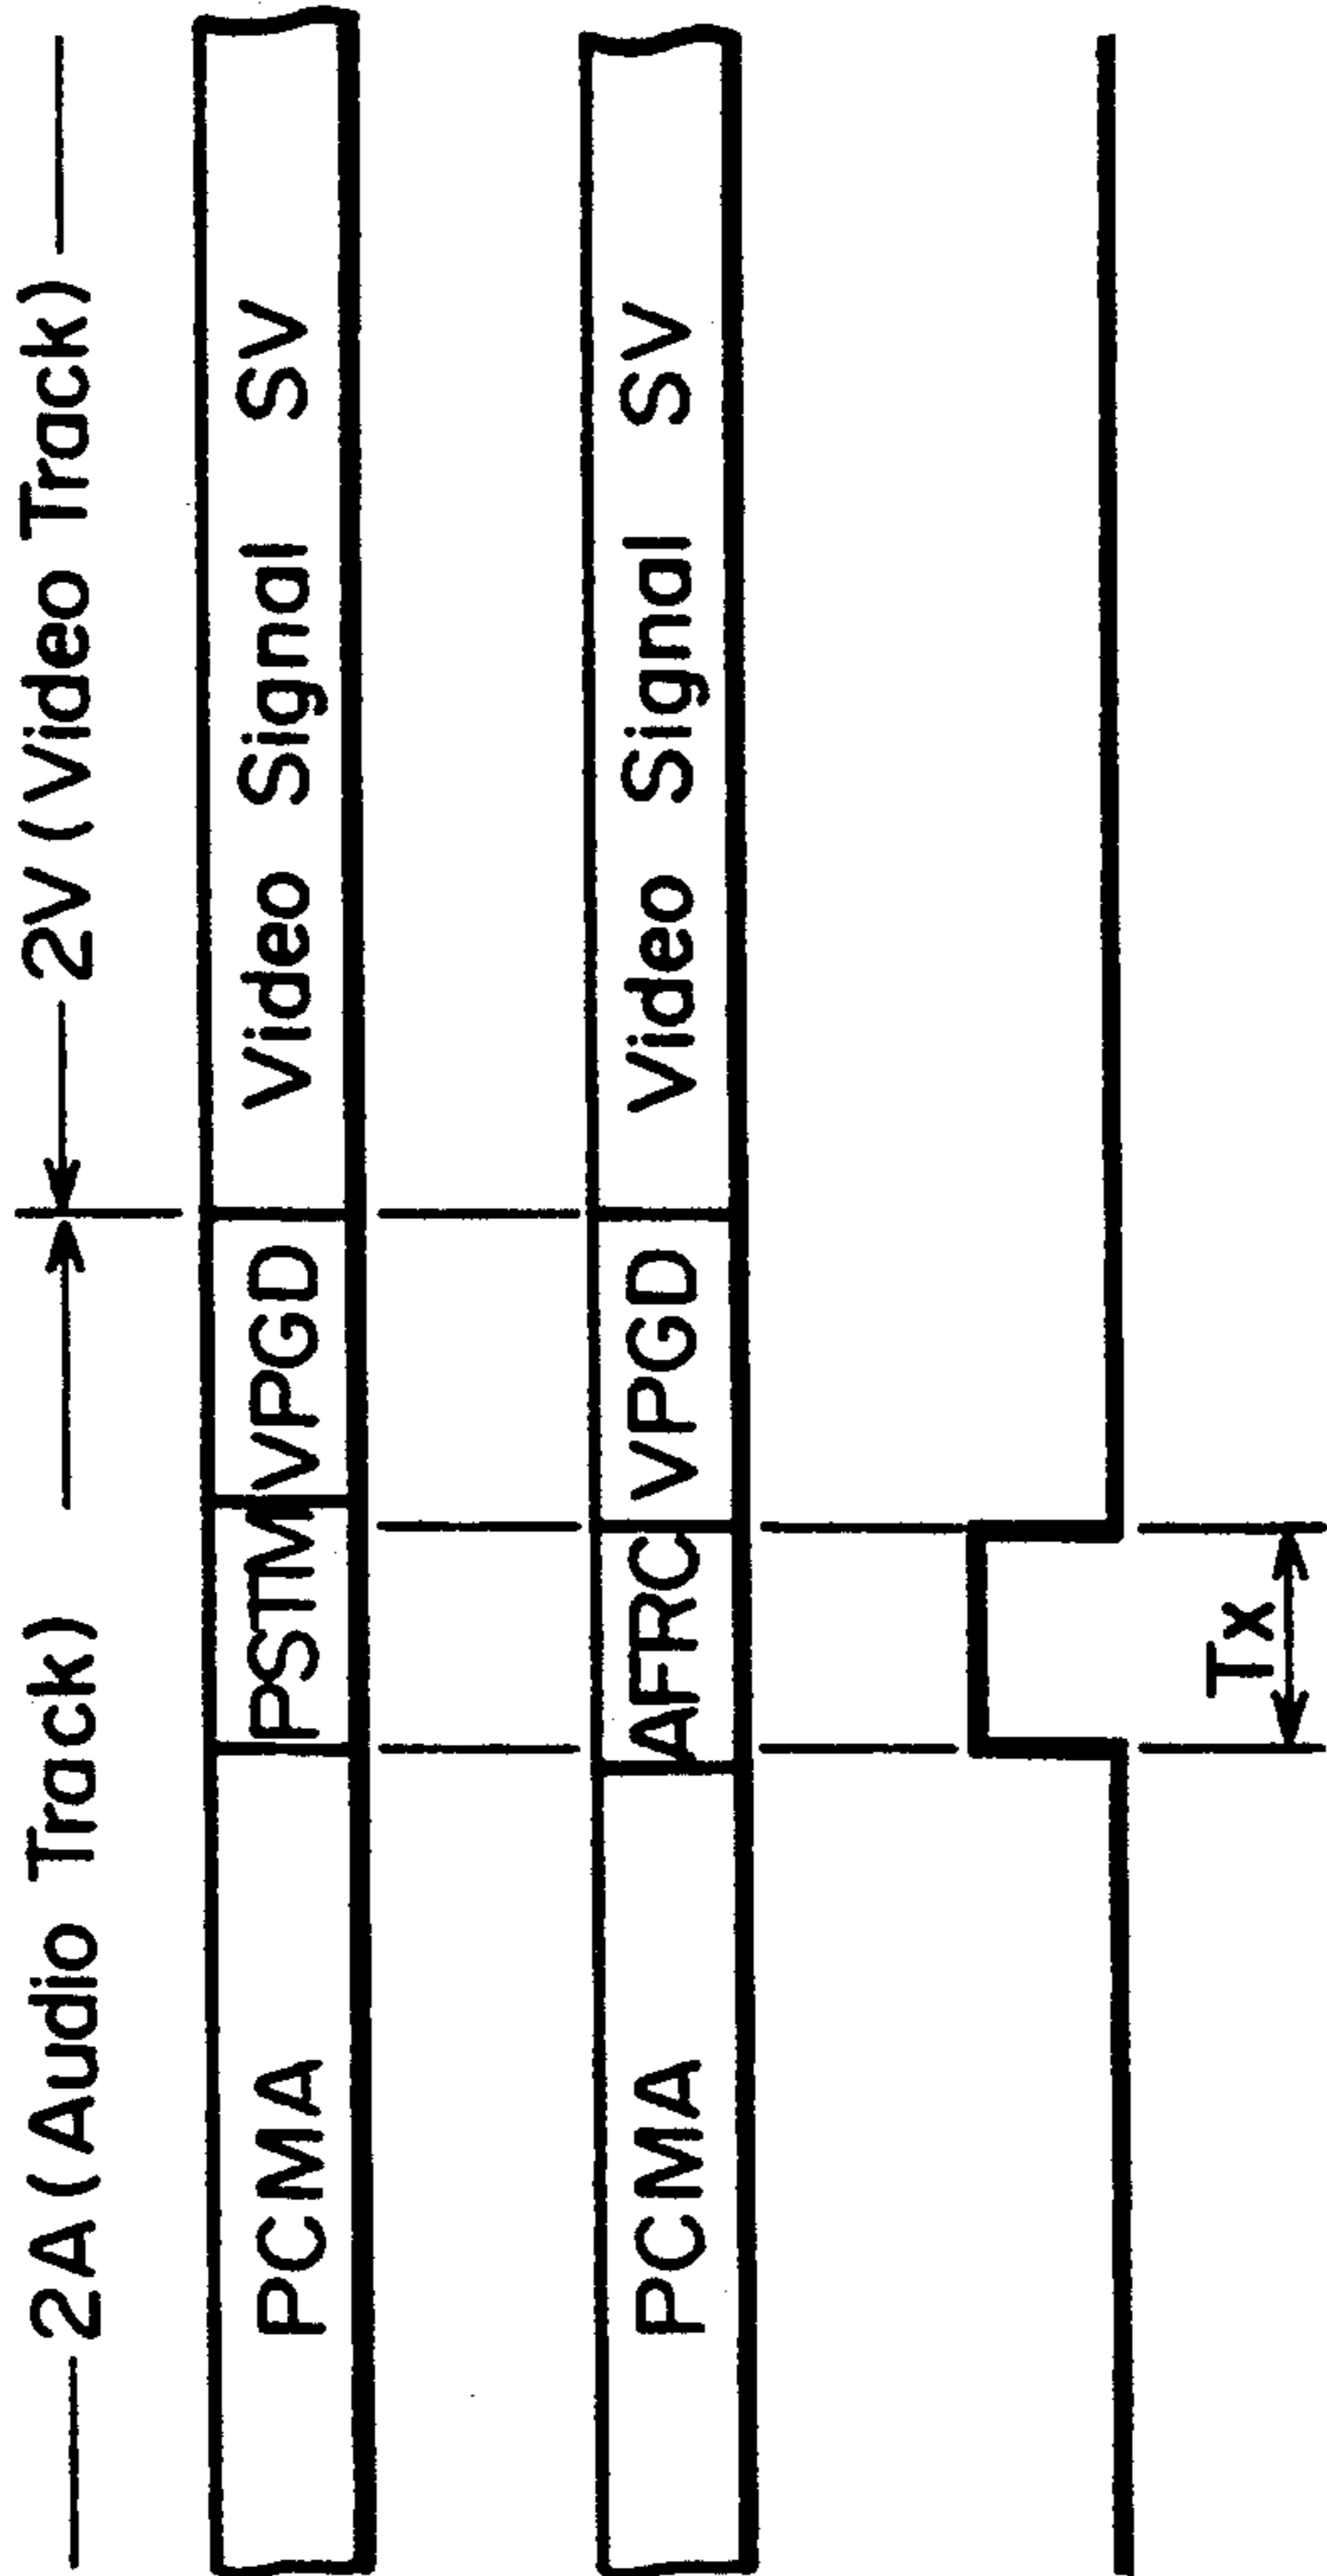 2A (Audio Track) 2V (Video Track)
PCMA PSTM VPGD Video Signal SV
PCMA AFRC VPGD Video Signal SV
Tx